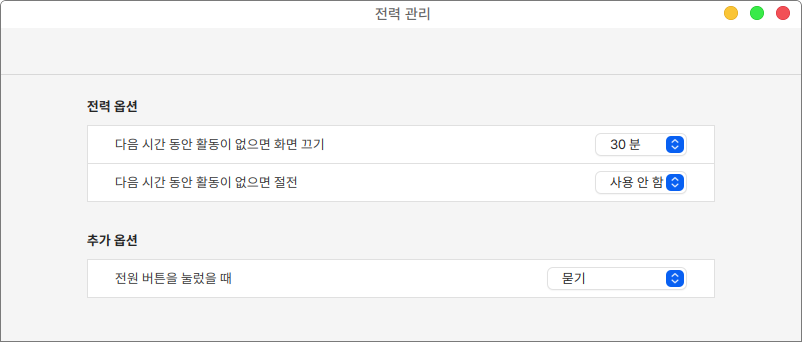 전력 관리
전력 옵션
다음 시간 동안 활동이 없으면 화면 끄기
30 분
다음 시간 동안 활동이 없으면 절전
사용 안 함
추가 옵션
전원 버튼을 눌렀을 때
묻기